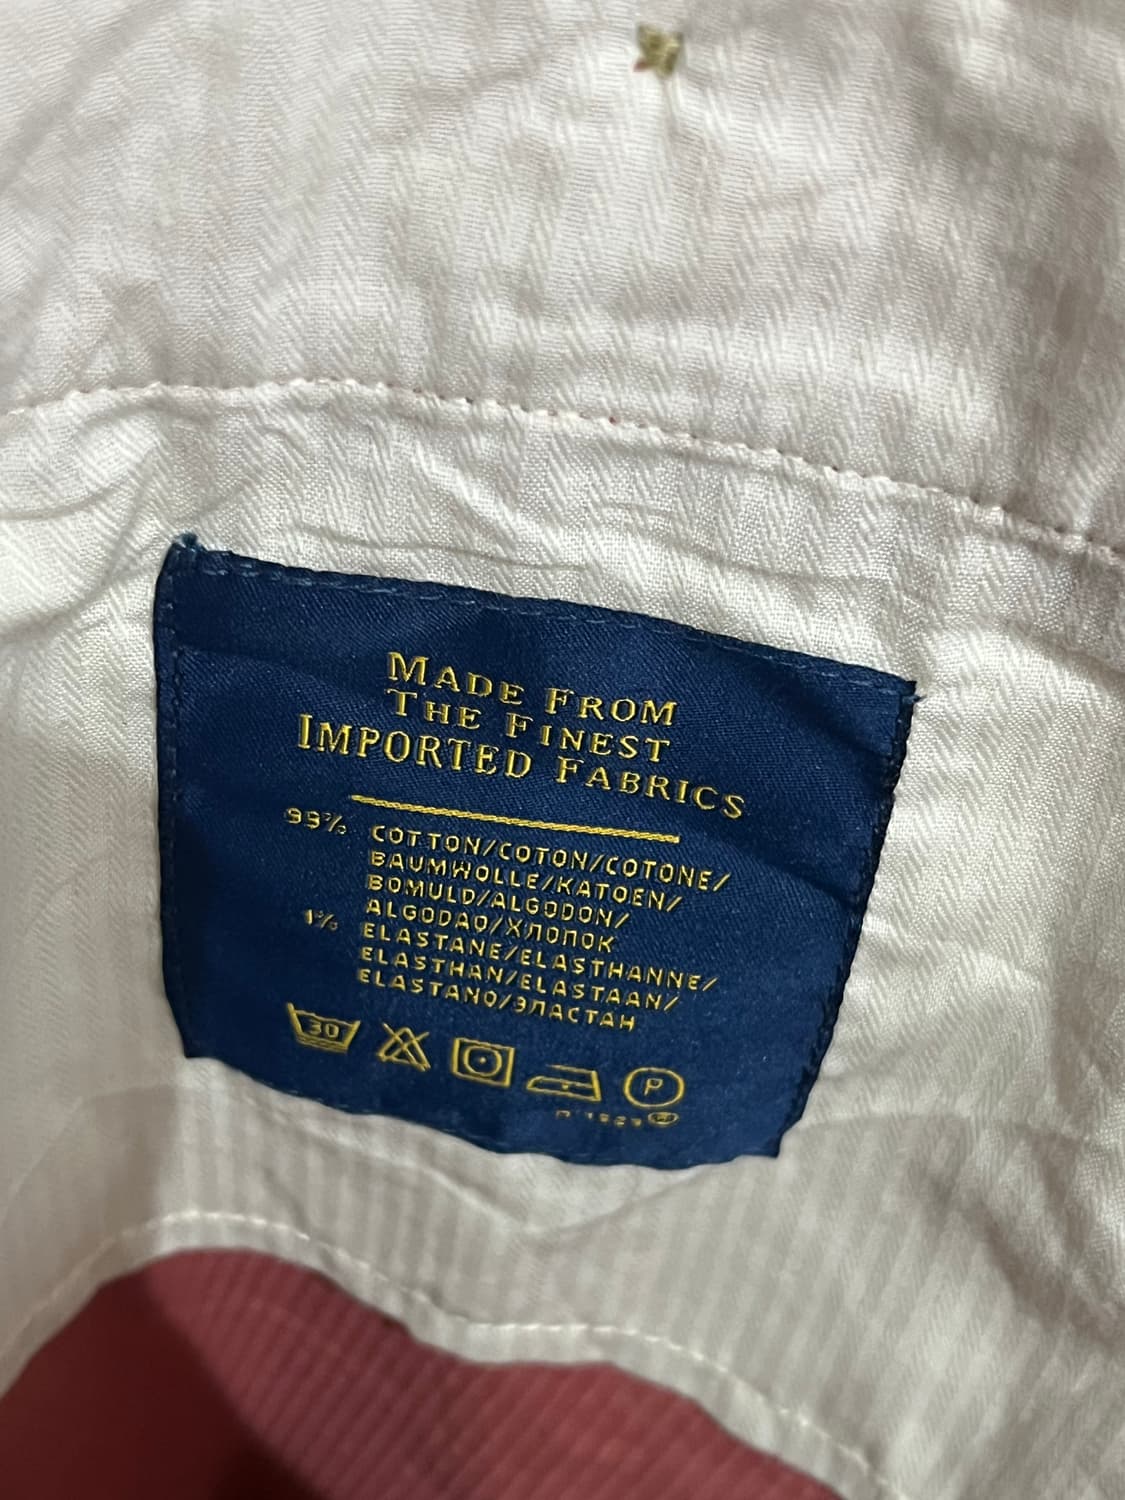 MADE FROM
THE FINEST
IMPORTED FABRICS
99% COTTON/COTON/COTONE/
BAUMWOLLE/KATOEN/
BOMULD/ALGODON/
ALGODAO/ХЛОПОК
1% ELASTANE/ELASTHANNE/
ELASTHAN/ELASTAAN/
ELASTANO/ЭЛАСТАН
30 P